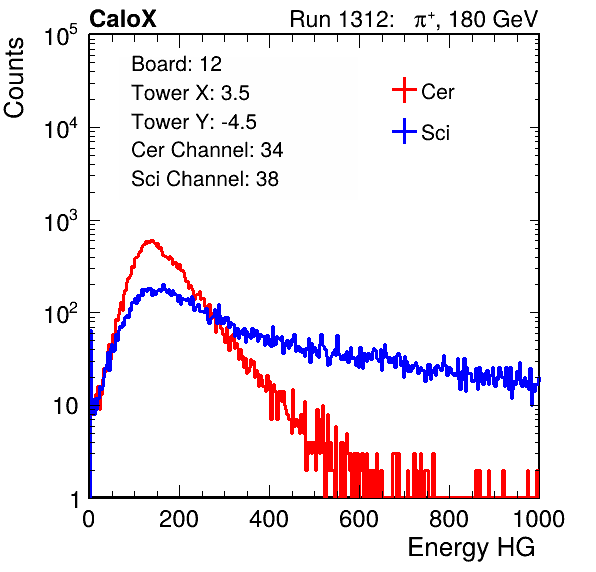 CaloX Run 1312: π⁺, 180 GeV
Board: 12
Tower X: 3.5
Tower Y: -4.5
Cer Channel: 34
Sci Channel: 38
Cer
Sci
Counts
10⁵
10⁴
10³
10²
10
1
0 200 400 600 800 1000
Energy HG